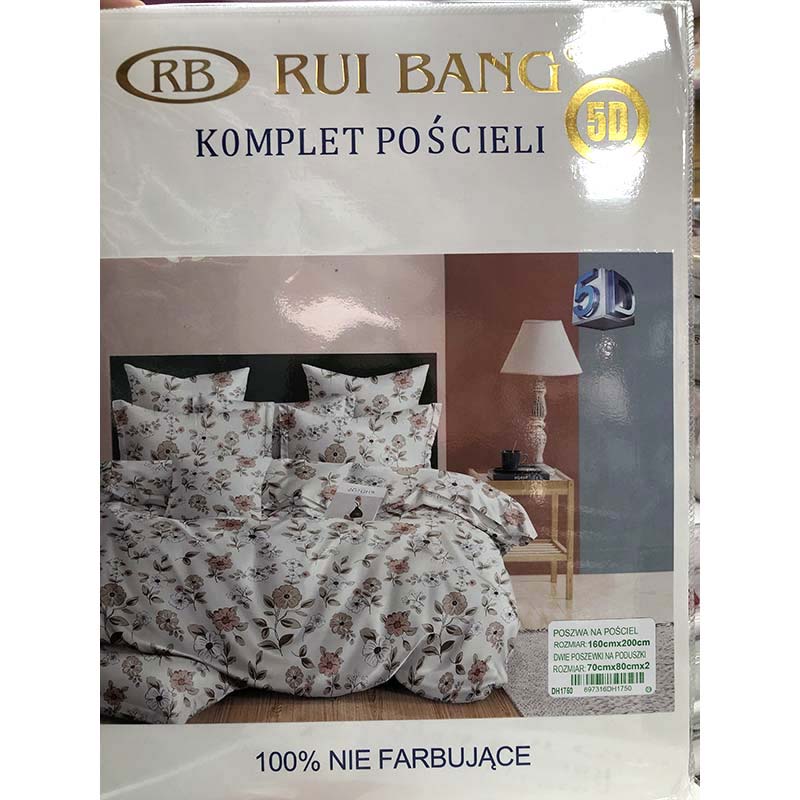 RB RUI BANG
5D
KOMPLET POŚCIELI
5D
POSZWA NA POŚCIEL
ROZMIAR: 160cmx200cm
DWIE POSZEWKI NA PODUSZKI
ROZMIAR: 70cmx80cmx2
DH1750 697316DH1750
100% NIE FARBUJĄCE